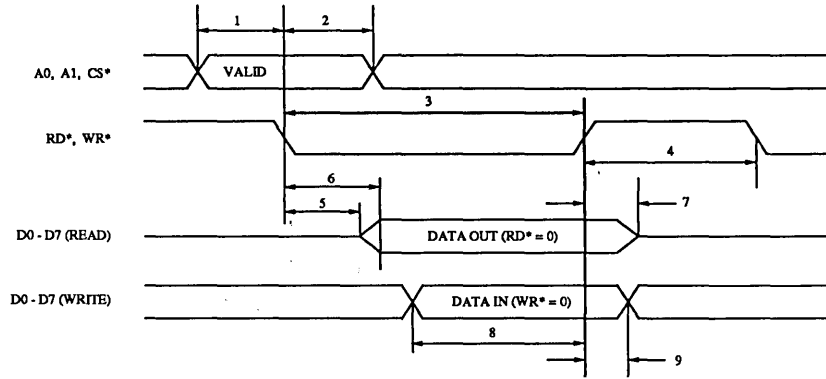 1 2
A0, A1, CS* VALID
3
RD*, WR*
4
6
5 7
D0 - D7 (READ) DATA OUT (RD* = 0)
D0 - D7 (WRITE) DATA IN (WR* = 0)
8
9